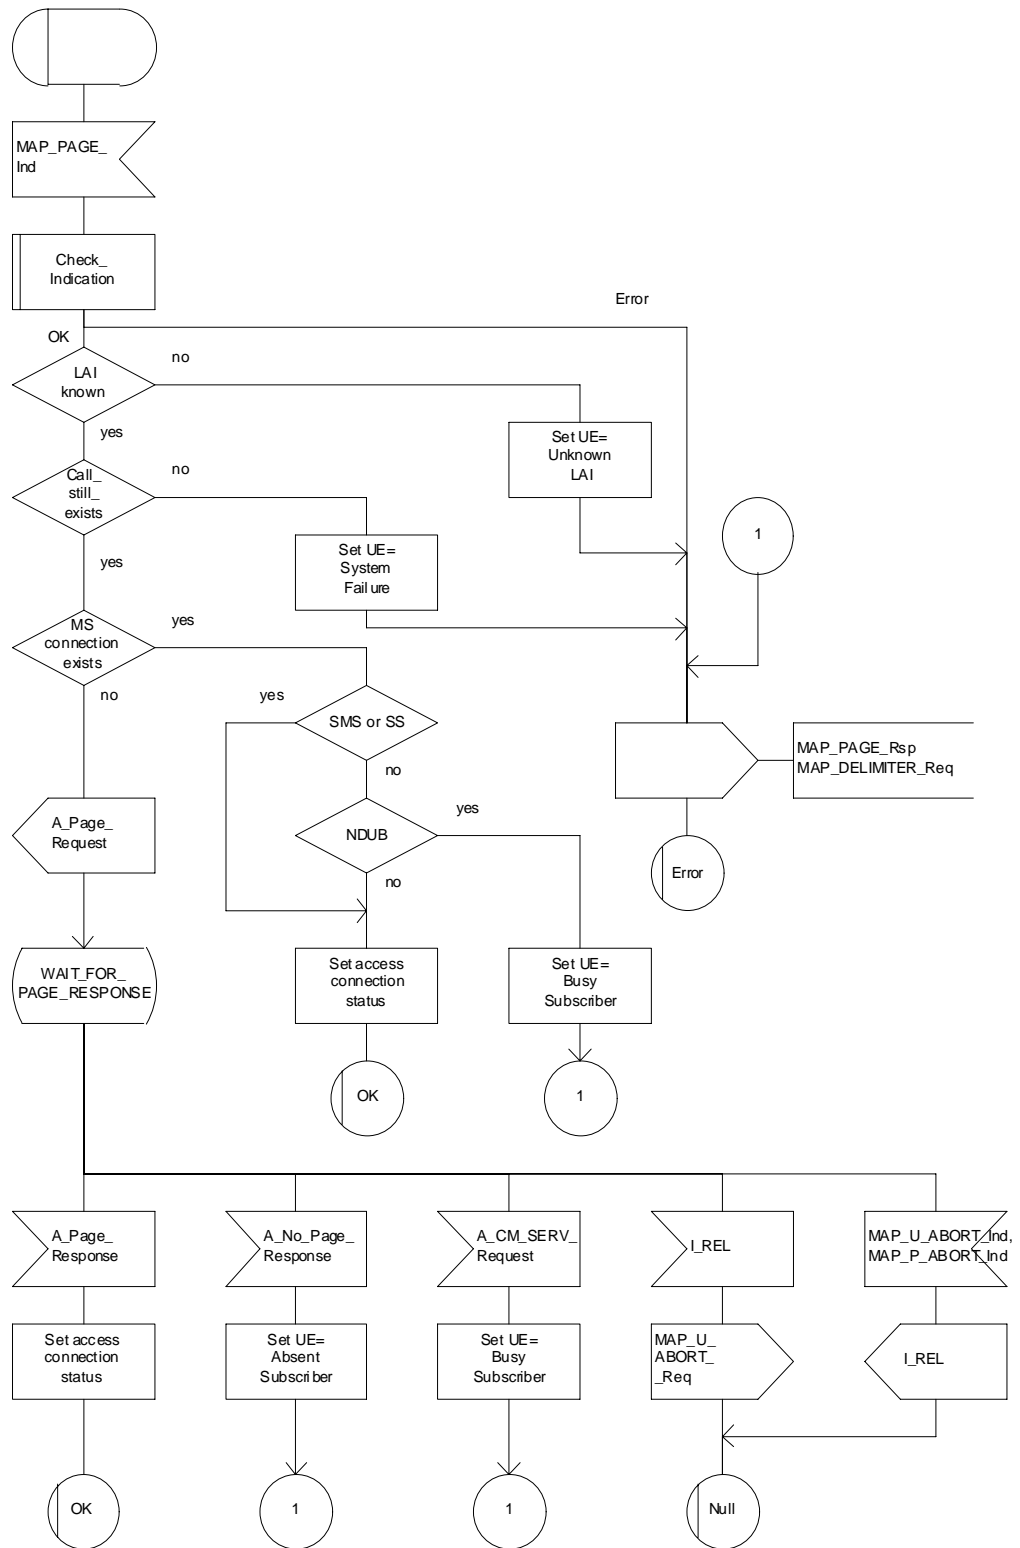 MAP_PAGE_
Ind
Check_
Indication
Error
OK
no
LAI
known
yes
Set UE=
Unknown
LAI
no
Call_
still_
exists
1
Set UE=
System
Failure
yes
yes
MS
connection
exists
no
yes
SMS or SS
MAP_PAGE_Rsp
MAP_DELIMITER_Req
no
yes
A_Page_
Request
NDUB
Error
no
Set access
connection
status
Set UE=
Busy
Subscriber
WAIT_FOR_
PAGE_RESPONSE
OK
1
A_Page_
Response
A_No_Page_
Response
A_CM_SERV_
Request
I_REL
MAP_U_ABORT_Ind,
MAP_P_ABORT_Ind
Set access
connection
status
Set UE=
Absent
Subscriber
Set UE=
Busy
Subscriber
MAP_U_
ABORT_
_Req
I_REL
OK
1
1
Null